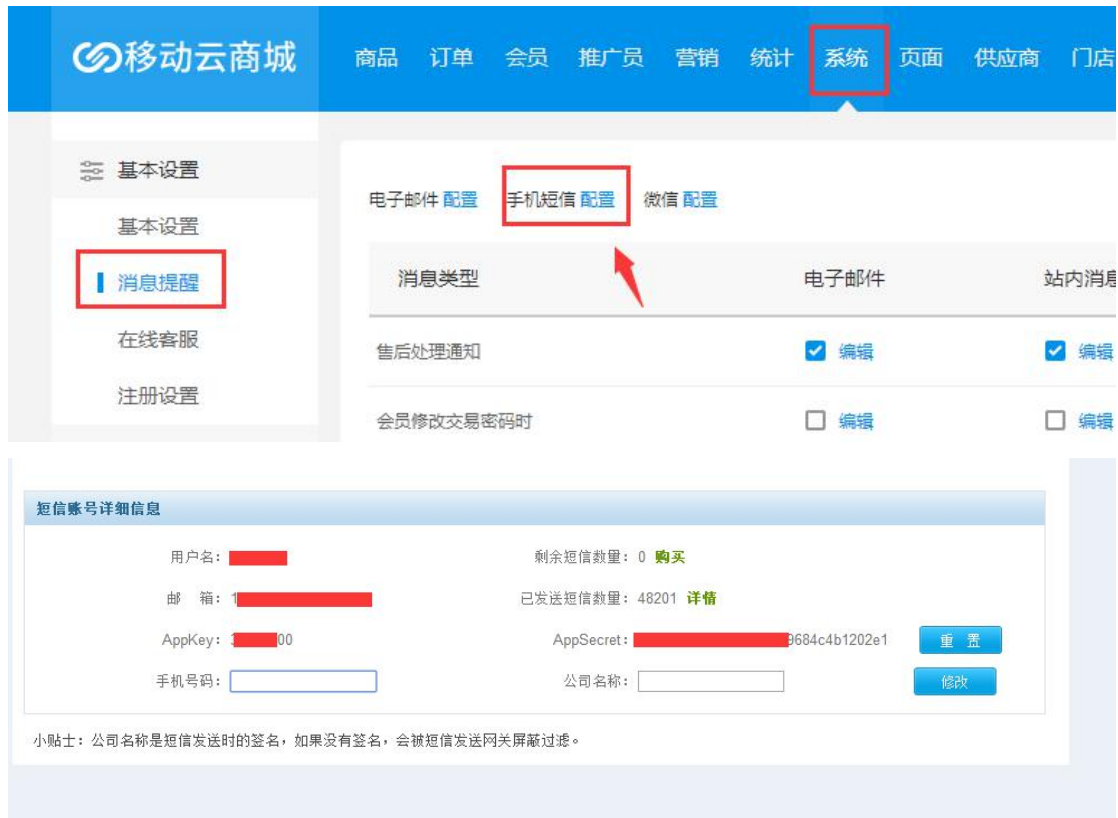 移动云商城 商品 订单 会员 推广员 营销 统计 系统 页面 供应商 门店
基本设置
基本设置
消息提醒
在线客服
注册设置
电子邮件 配置 手机短信 配置 微信 配置
消息类型 电子邮件 站内消息
售后处理通知 编辑 编辑
会员修改交易密码时 编辑 编辑
短信账号详细信息
用户名: 剩余短信数量: 0 购买
邮 箱: 1 已发送短信数量: 48201 详情
AppKey: 00 AppSecret: 9684c4b1202e1 重 置
手机号码: 公司名称: 修改
小贴士: 公司名称是短信发送时的签名, 如果没有签名, 会被短信发送网关屏蔽过滤。